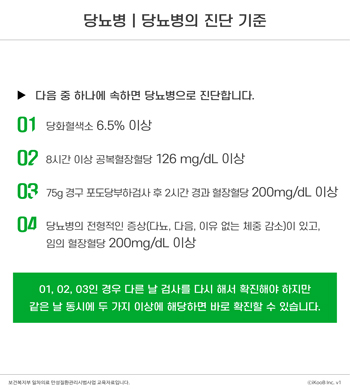 당뇨병 | 당뇨병의 진단 기준
▶ 다음 중 하나에 속하면 당뇨병으로 진단합니다.
01 당화혈색소 6.5% 이상
02 8시간 이상 공복혈장혈당 126 mg/dL 이상
03 75g 경구 포도당부하검사 후 2시간 경과 혈장혈당 200mg/dL 이상
04 당뇨병의 전형적인 증상(다뇨, 다음, 이유 없는 체중 감소)이 있고,
임의 혈장혈당 200mg/dL 이상
01, 02, 03인 경우 다른 날 검사를 다시 해서 확진해야 하지만
같은 날 동시에 두 가지 이상에 해당하면 바로 확진할 수 있습니다.
보건복지부 일차의료 만성질환관리시범사업 교육자료입니다.
ⓒiKooB Inc. v1